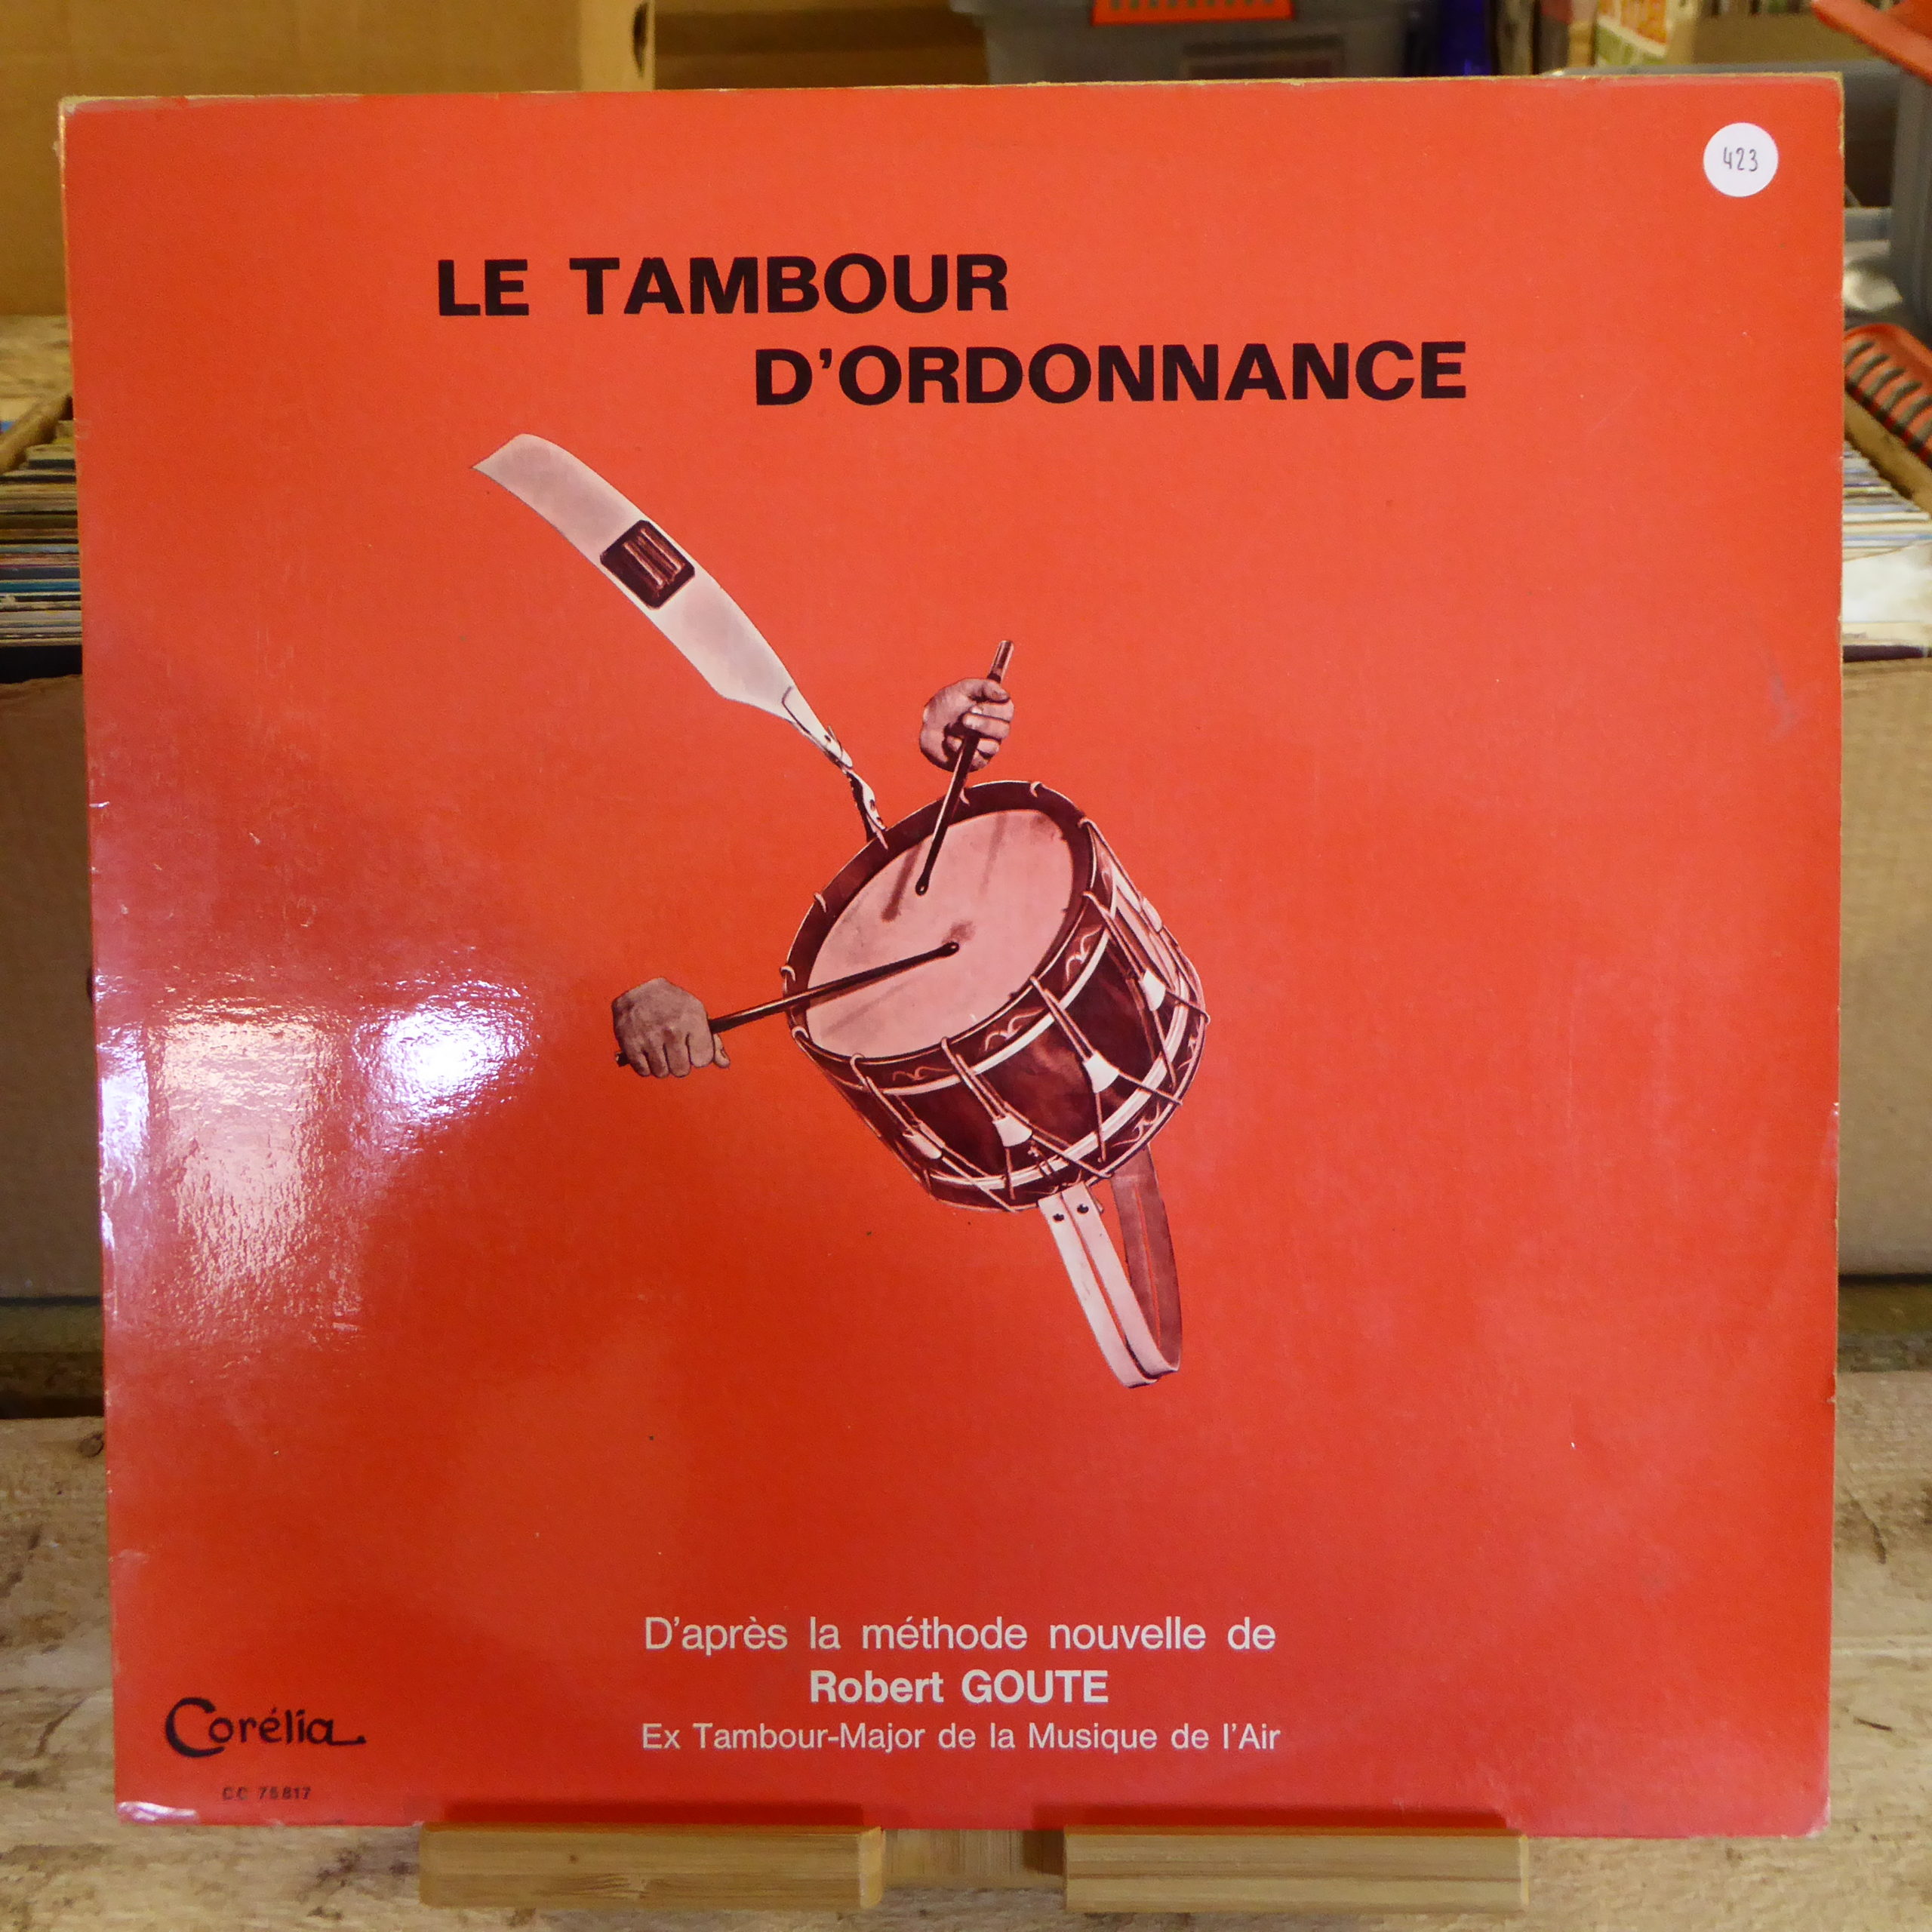 423
LE TAMBOUR
D'ORDONNANCE
D'après la méthode nouvelle de
Robert GOUTE
Ex Tambour-Major de la Musique de l'Air
Corélia
CC 75817